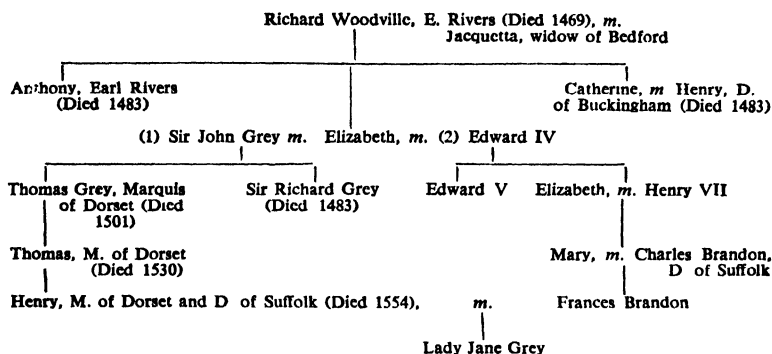 Richard Woodville, E. Rivers (Died 1469), m.
Jacquetta, widow of Bedford
Anthony, Earl Rivers
(Died 1483)
Catherine, m Henry, D.
of Buckingham (Died 1483)
(1) Sir John Grey m. Elizabeth, m. (2) Edward IV
Thomas Grey, Marquis
of Dorset (Died
1501)
Sir Richard Grey
(Died 1483)
Edward V
Elizabeth, m. Henry VII
Thomas, M. of Dorset
(Died 1530)
Mary, m. Charles Brandon,
D of Suffolk
Henry, M. of Dorset and D of Suffolk (Died 1554), m. Frances Brandon
Lady Jane Grey